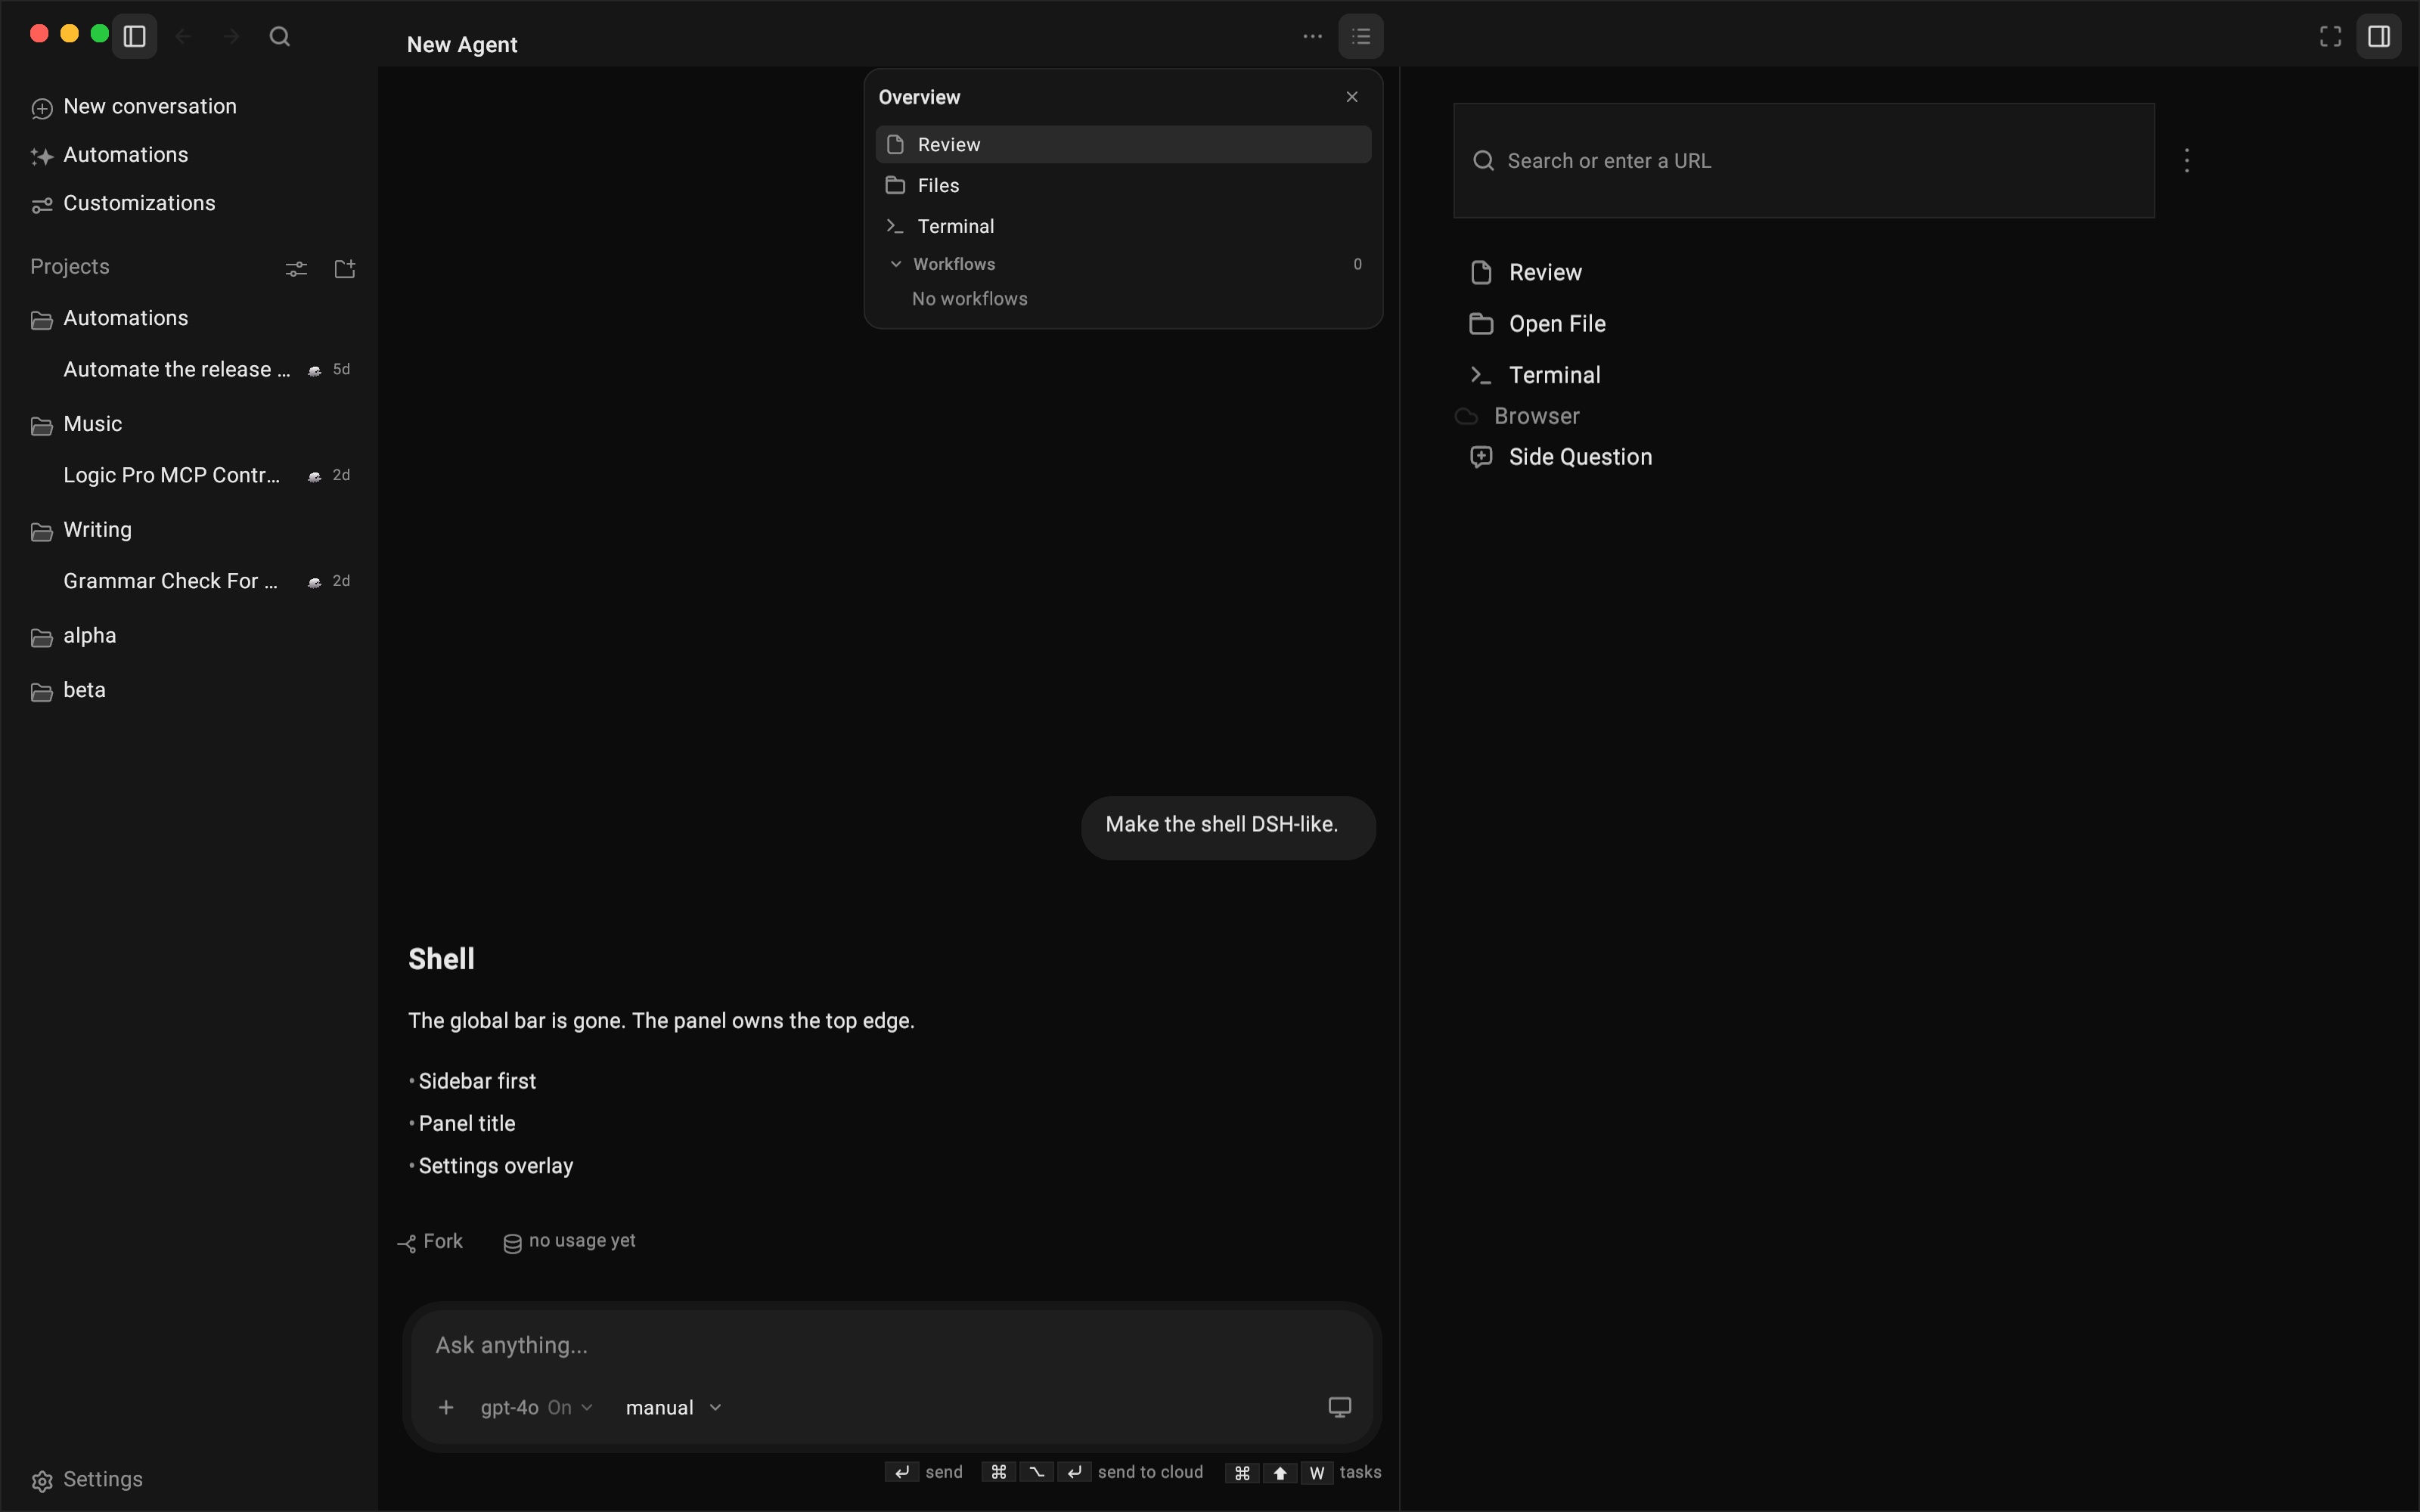 New Agent
New conversation
Automations
Customizations
Projects
Automations
Automate the release ... 5d
Music
Logic Pro MCP Contr... 2d
Writing
Grammar Check For ... 2d
alpha
beta
Settings
Overview
Review
Files
Terminal
Workflows 0
No workflows
Make the shell DSH-like.
Shell
The global bar is gone. The panel owns the top edge.
• Sidebar first
• Panel title
• Settings overlay
Fork no usage yet
Ask anything...
gpt-4o On manual
send ⌘ ⌥ send to cloud ⌘ W tasks
Search or enter a URL
Review
Open File
Terminal
Browser
Side Question